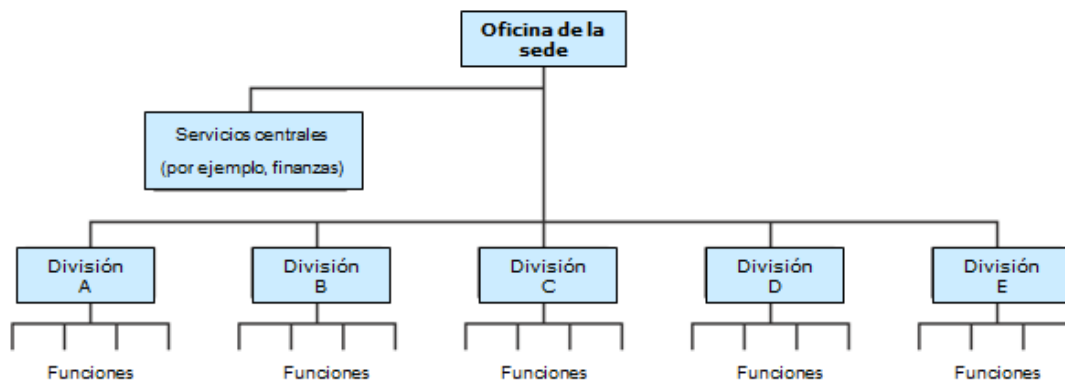 Oficina de la
sede
Servicios centrales
(por ejemplo, finanzas)
División
A
División
B
División
C
División
D
División
E
Funciones
Funciones
Funciones
Funciones
Funciones